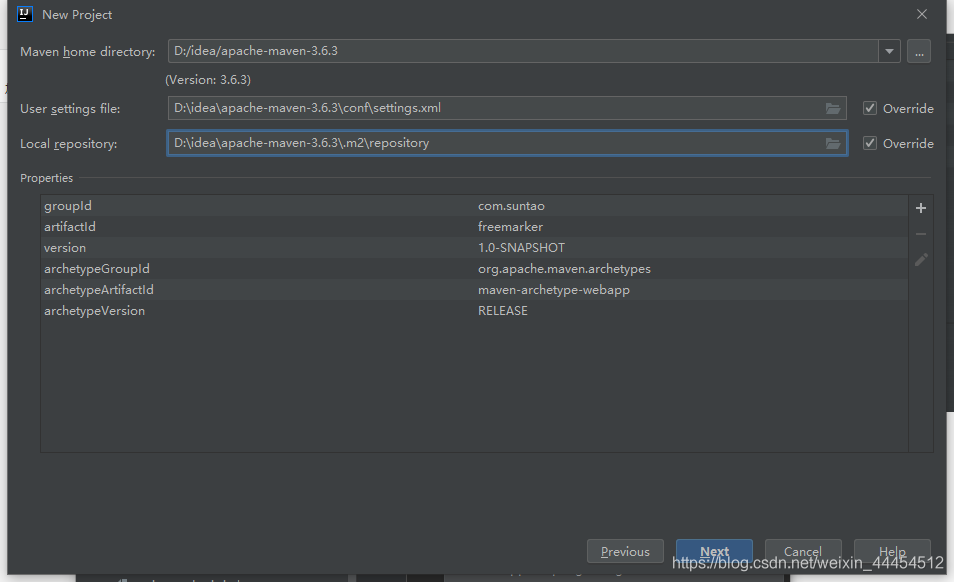 New Project
Maven home directory: D:/idea/apache-maven-3.6.3 ...
(Version: 3.6.3)
User settings file: D:\idea\apache-maven-3.6.3\conf\settings.xml Override
Local repository: D:\idea\apache-maven-3.6.3\.m2\repository Override
Properties
groupId com.suntao
artifactId freemarker
version 1.0-SNAPSHOT
archetypeGroupId org.apache.maven.archetypes
archetypeArtifactId maven-archetype-webapp
archetypeVersion RELEASE
Previous Next Cancel Help
https://blog.csdn.net/weixin_44454512